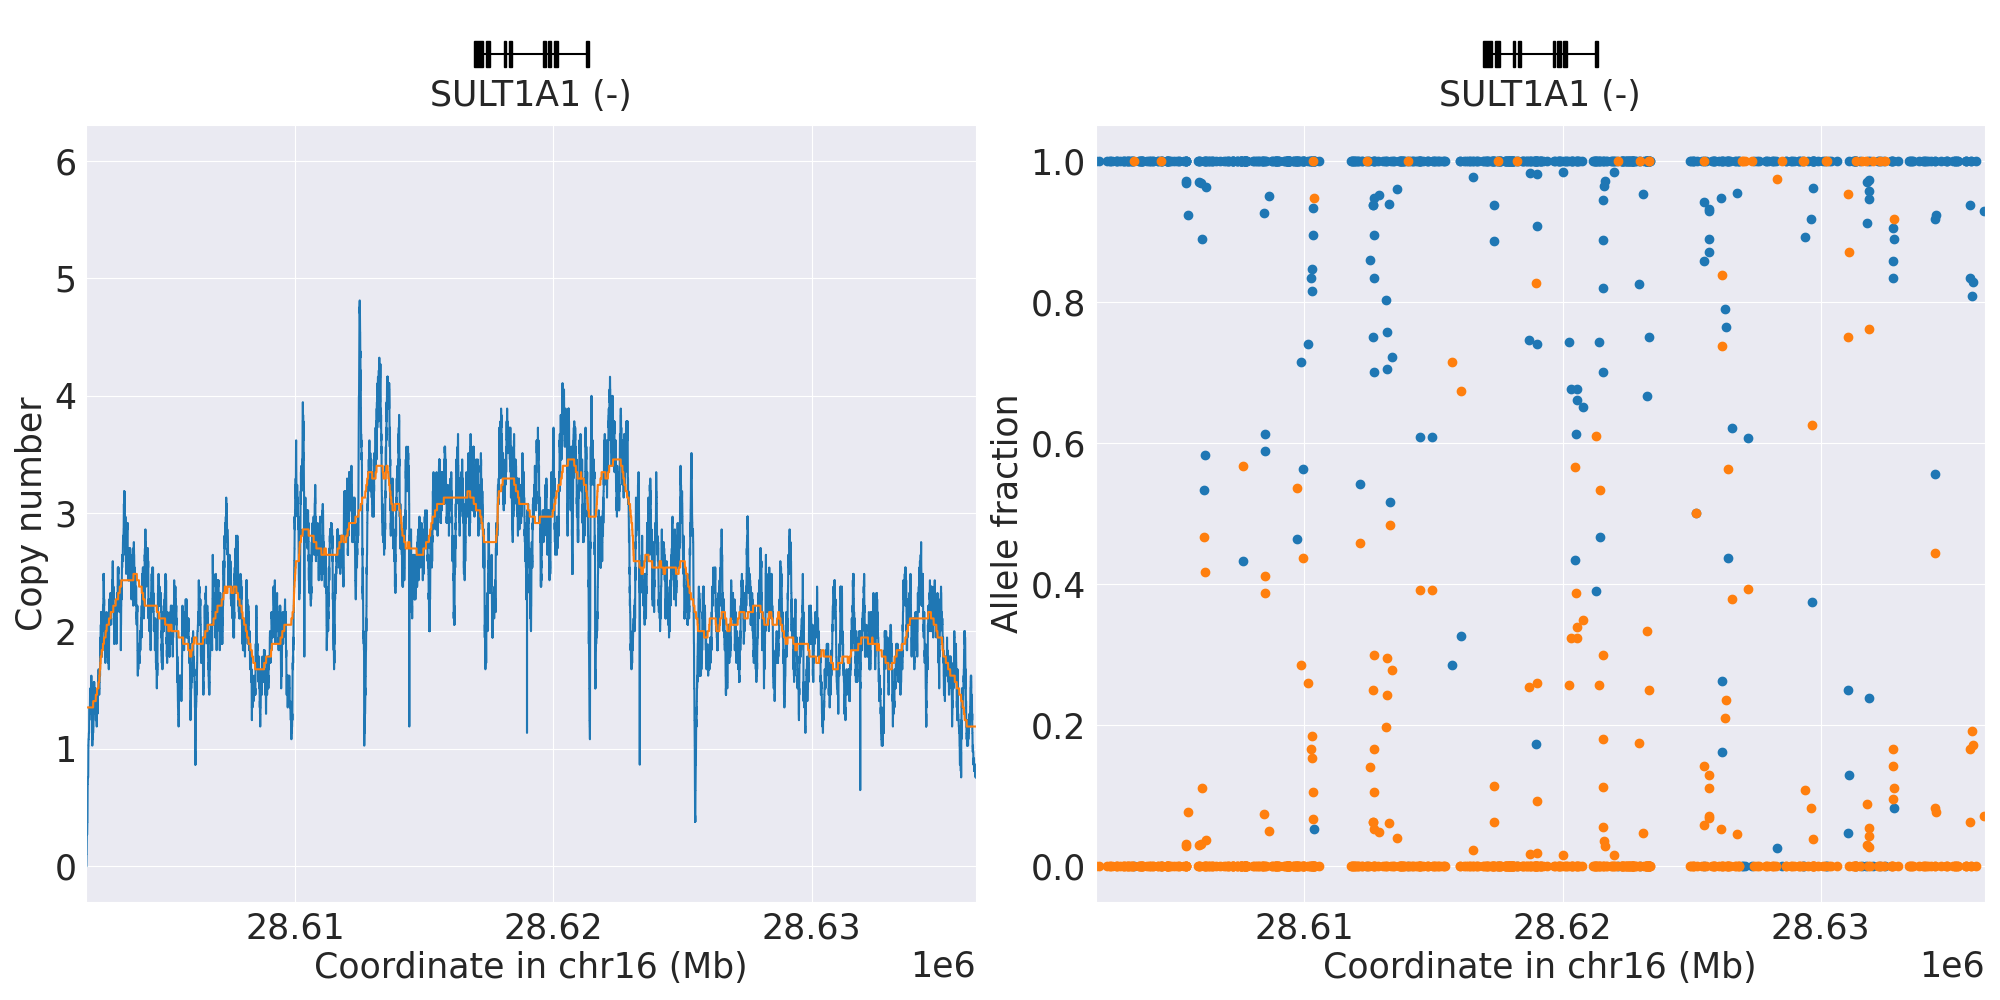 SULT1A1 (-)
Copy number
6
5
4
3
2
1
0
28.61
28.62
28.63
Coordinate in chr16 (Mb)
1e6
SULT1A1 (-)
Allele fraction
1.0
0.8
0.6
0.4
0.2
0.0
28.61
28.62
28.63
Coordinate in chr16 (Mb)
1e6